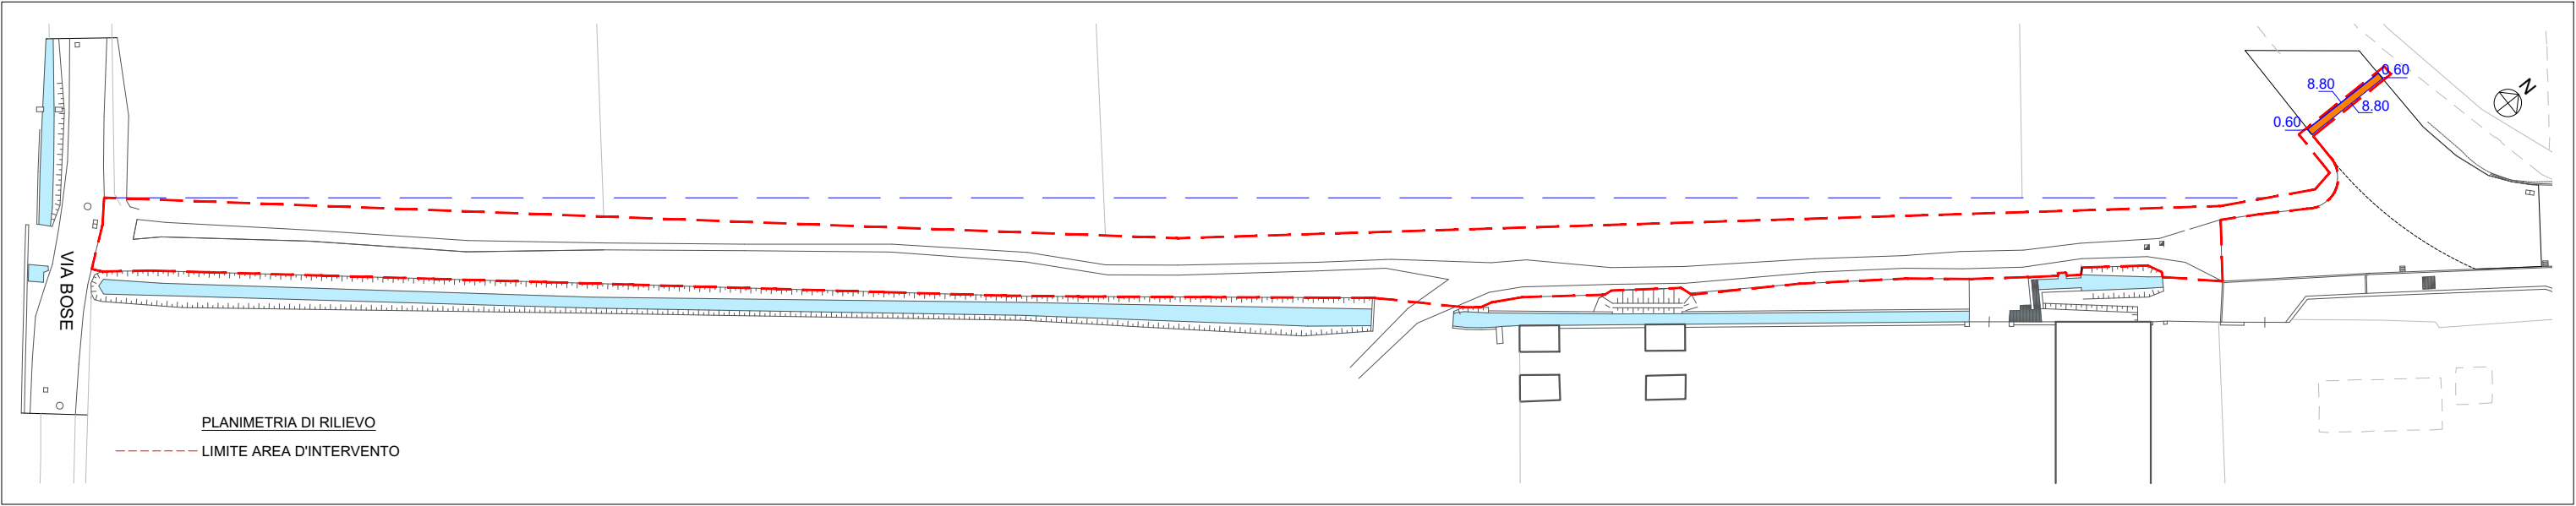 0.60
8.80
8.80
0.60
N
VIA BOSE
PLANIMETRIA DI RILIEVO
LIMITE AREA D'INTERVENTO